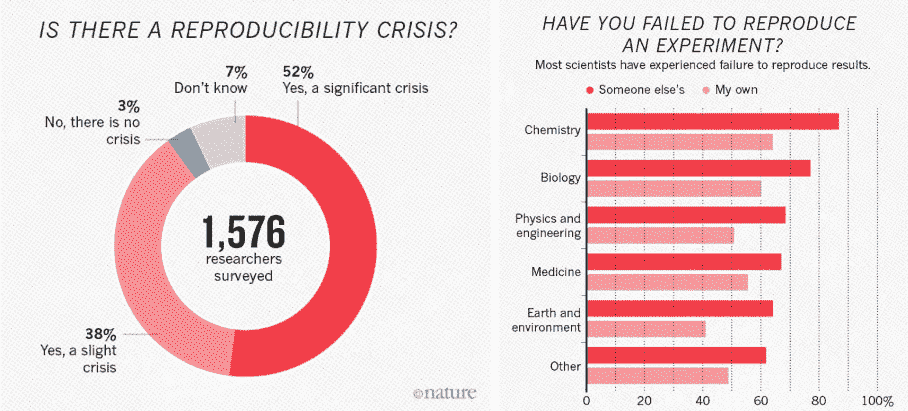 IS THERE A REPRODUCIBILITY CRISIS?
7%
Don't know
52%
Yes, a significant crisis
3%
No, there is no
crisis
1,576
researchers
surveyed
38%
Yes, a slight
crisis
©nature
HAVE YOU FAILED TO REPRODUCE
AN EXPERIMENT?
Most scientists have experienced failure to reproduce results.
Someone else's My own
Chemistry
Biology
Physics and
engineering
Medicine
Earth and
environment
Other
0 20 40 60 80 100%